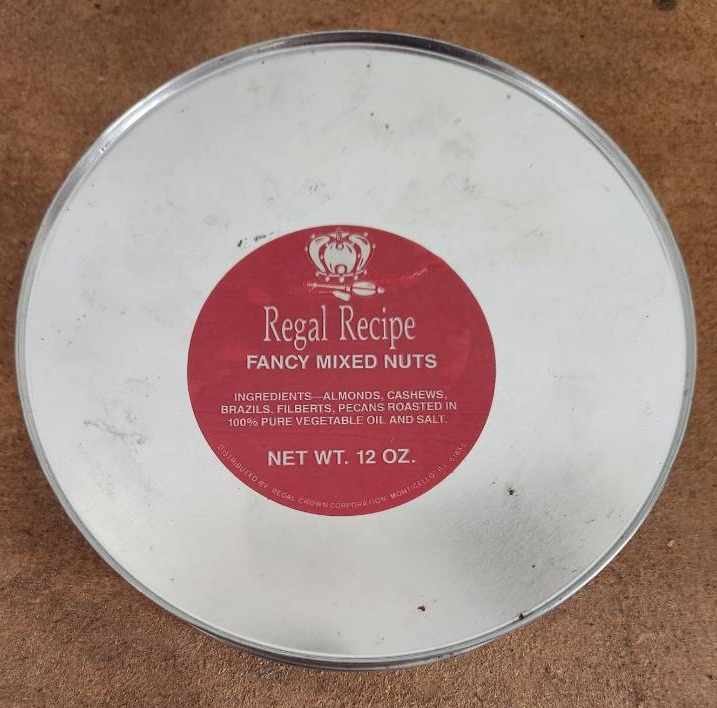 Regal Recipe
FANCY MIXED NUTS
INGREDIENTS—ALMONDS, CASHEWS,
BRAZILS, FILBERTS, PECANS ROASTED IN
100% PURE VEGETABLE OIL AND SALT.
NET WT. 12 OZ.
DISTRIBUTED BY REGAL CROWN CORPORATION, MONTICELLO, ILL.